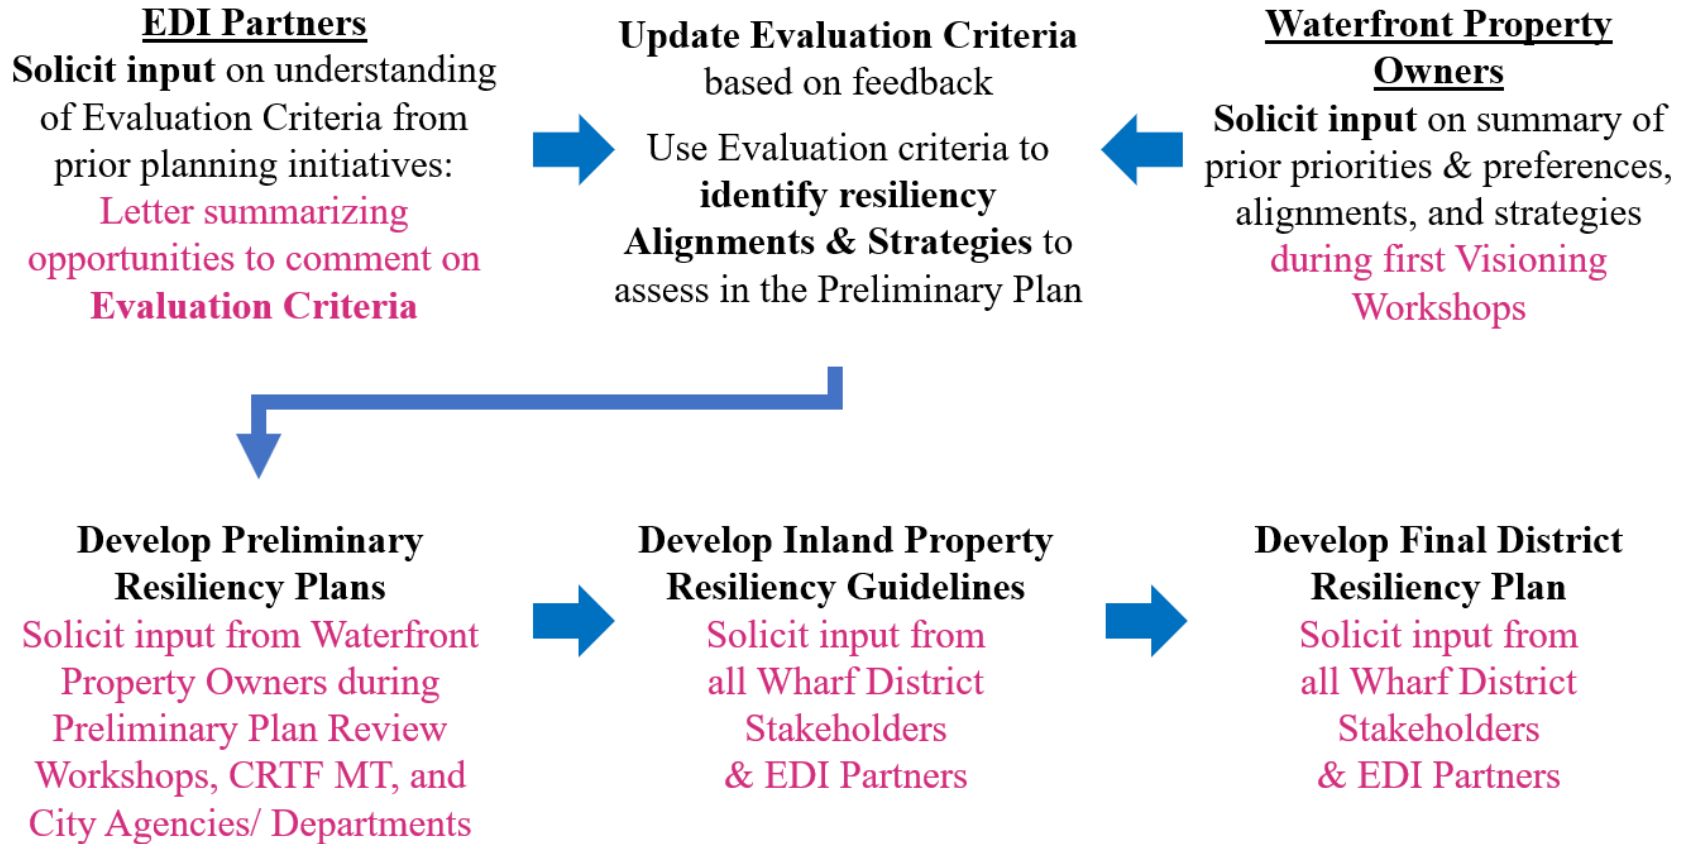 EDI Partners
Solicit input on understanding
of Evaluation Criteria from
prior planning initiatives:
Letter summarizing
opportunities to comment on
Evaluation Criteria
Update Evaluation Criteria
based on feedback
Use Evaluation criteria to
identify resiliency
Alignments & Strategies to
assess in the Preliminary Plan
Waterfront Property
Owners
Solicit input on summary of
prior priorities & preferences,
alignments, and strategies
during first Visioning
Workshops
Develop Preliminary
Resiliency Plans
Solicit input from Waterfront
Property Owners during
Preliminary Plan Review
Workshops, CRTF MT, and
City Agencies/ Departments
Develop Inland Property
Resiliency Guidelines
Solicit input from
all Wharf District
Stakeholders
& EDI Partners
Develop Final District
Resiliency Plan
Solicit input from
all Wharf District
Stakeholders
& EDI Partners